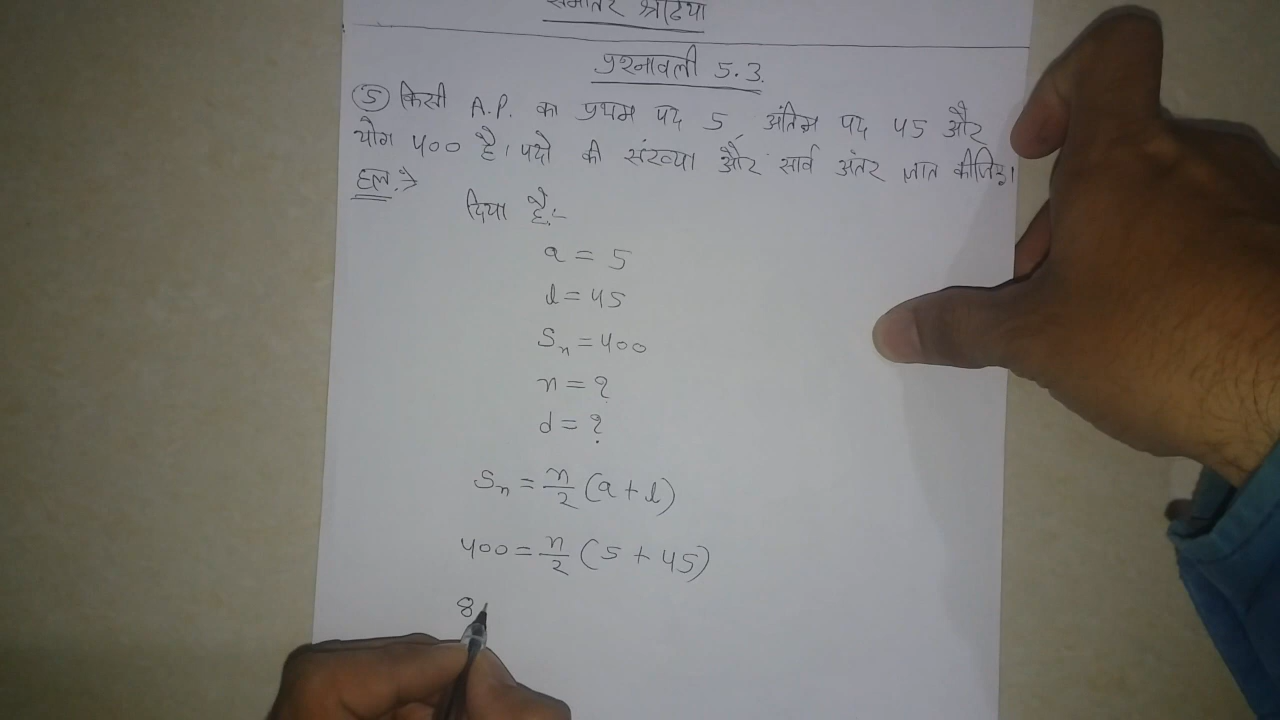 समांतर श्रेढियां
प्रश्नावली 5.3.
(5) किसी A.P. का प्रथम पद 5, अंतिम पद 45 और
योग 400 है। पदो की संख्या और सार्व अंतर ज्ञात कीजिए।
हल :→
दिया है:-
a = 5
l = 45
Sn = 400
n = ?
d = ?
Sn = n/2 (a + l)
400 = n/2 (5 + 45)
8